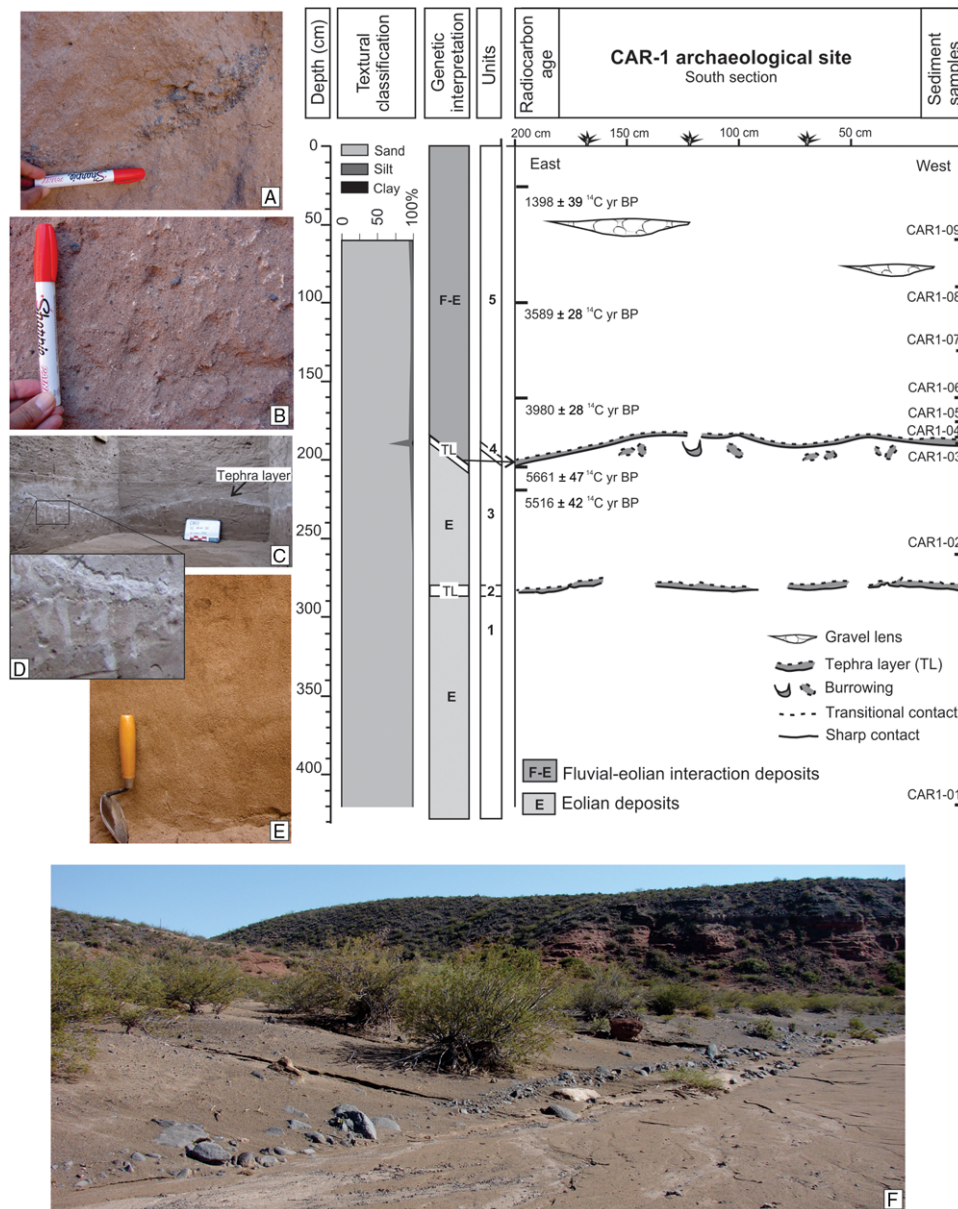 Sharpie
A
Sharpie
B
Tephra layer
C
D
E
Depth (cm)
Textural
classification
Genetic
interpretation
Units
Radiocarbon
age
CAR-1 archaeological site
South section
Sediment
samples
200 cm 150 cm 100 cm 50 cm
East West
Sand
Silt
Clay
0 100%
0
50
100
150
200
250
300
350
400
F-E
TL
E
TL
E
5
4
3
2
1
1398 ± 39 ¹⁴C yr BP
3589 ± 28 ¹⁴C yr BP
3980 ± 28 ¹⁴C yr BP
5661 ± 47 ¹⁴C yr BP
5516 ± 42 ¹⁴C yr BP
CAR1-09
CAR1-08
CAR1-07
CAR1-06
CAR1-05
CAR1-04
CAR1-03
CAR1-02
CAR1-01
Gravel lens
Tephra layer (TL)
Burrowing
Transitional contact
Sharp contact
F-E Fluvial-eolian interaction deposits
E Eolian deposits
F